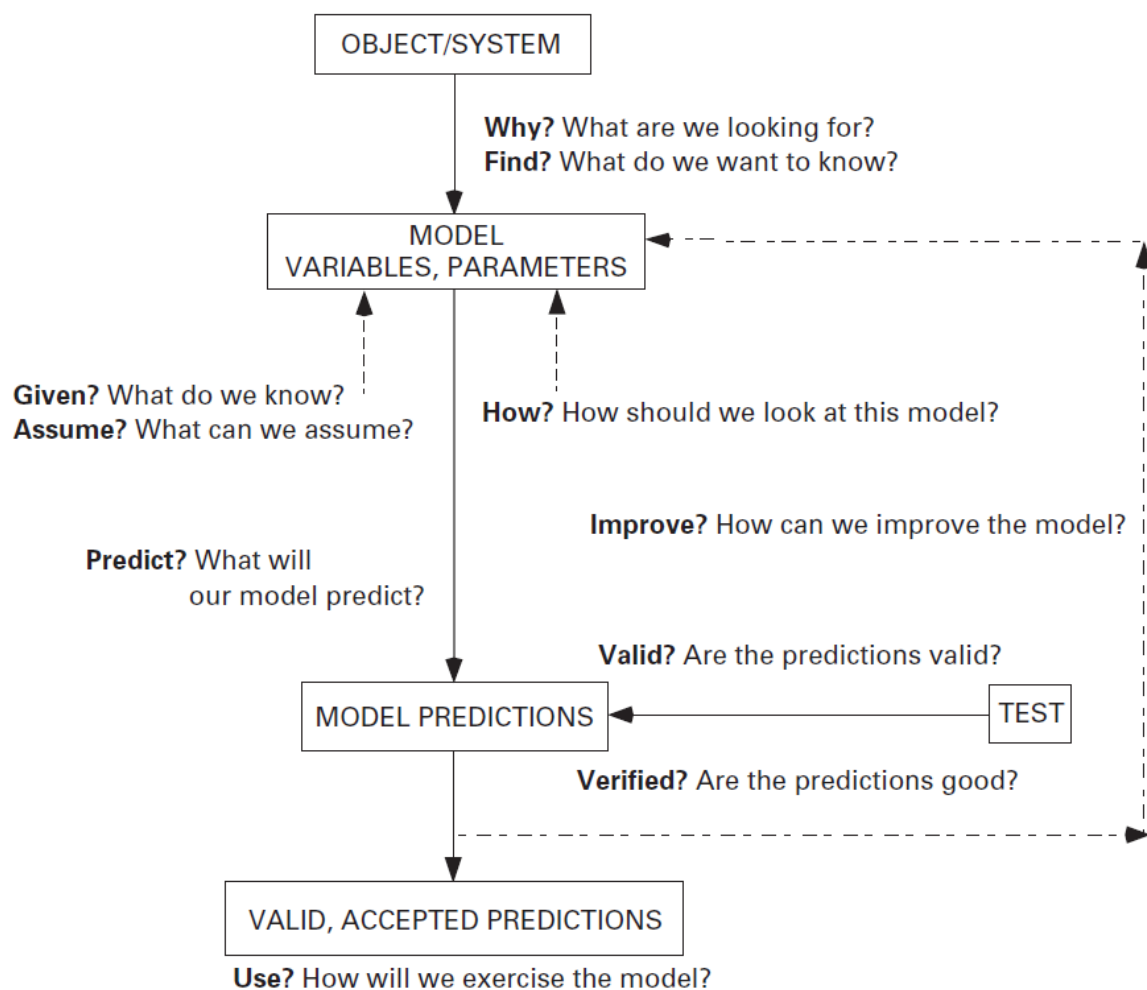 OBJECT/SYSTEM
Why? What are we looking for?
Find? What do we want to know?
MODEL
VARIABLES, PARAMETERS
Given? What do we know?
Assume? What can we assume?
How? How should we look at this model?
Improve? How can we improve the model?
Predict? What will
our model predict?
Valid? Are the predictions valid?
MODEL PREDICTIONS
TEST
Verified? Are the predictions good?
VALID, ACCEPTED PREDICTIONS
Use? How will we exercise the model?